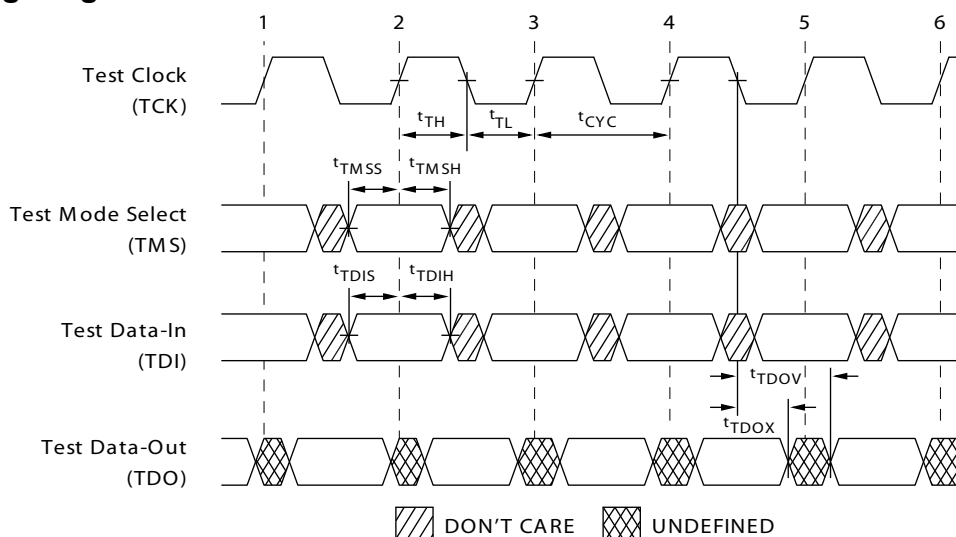 1 2 3 4 5 6
Test Clock
(TCK)
tTH tTL tCYC
tTMSS tTMSH
Test Mode Select
(TMS)
tTDIS tTDIH
Test Data-In
(TDI)
tTDOV
tTDOX
Test Data-Out
(TDO)
DON'T CARE UNDEFINED